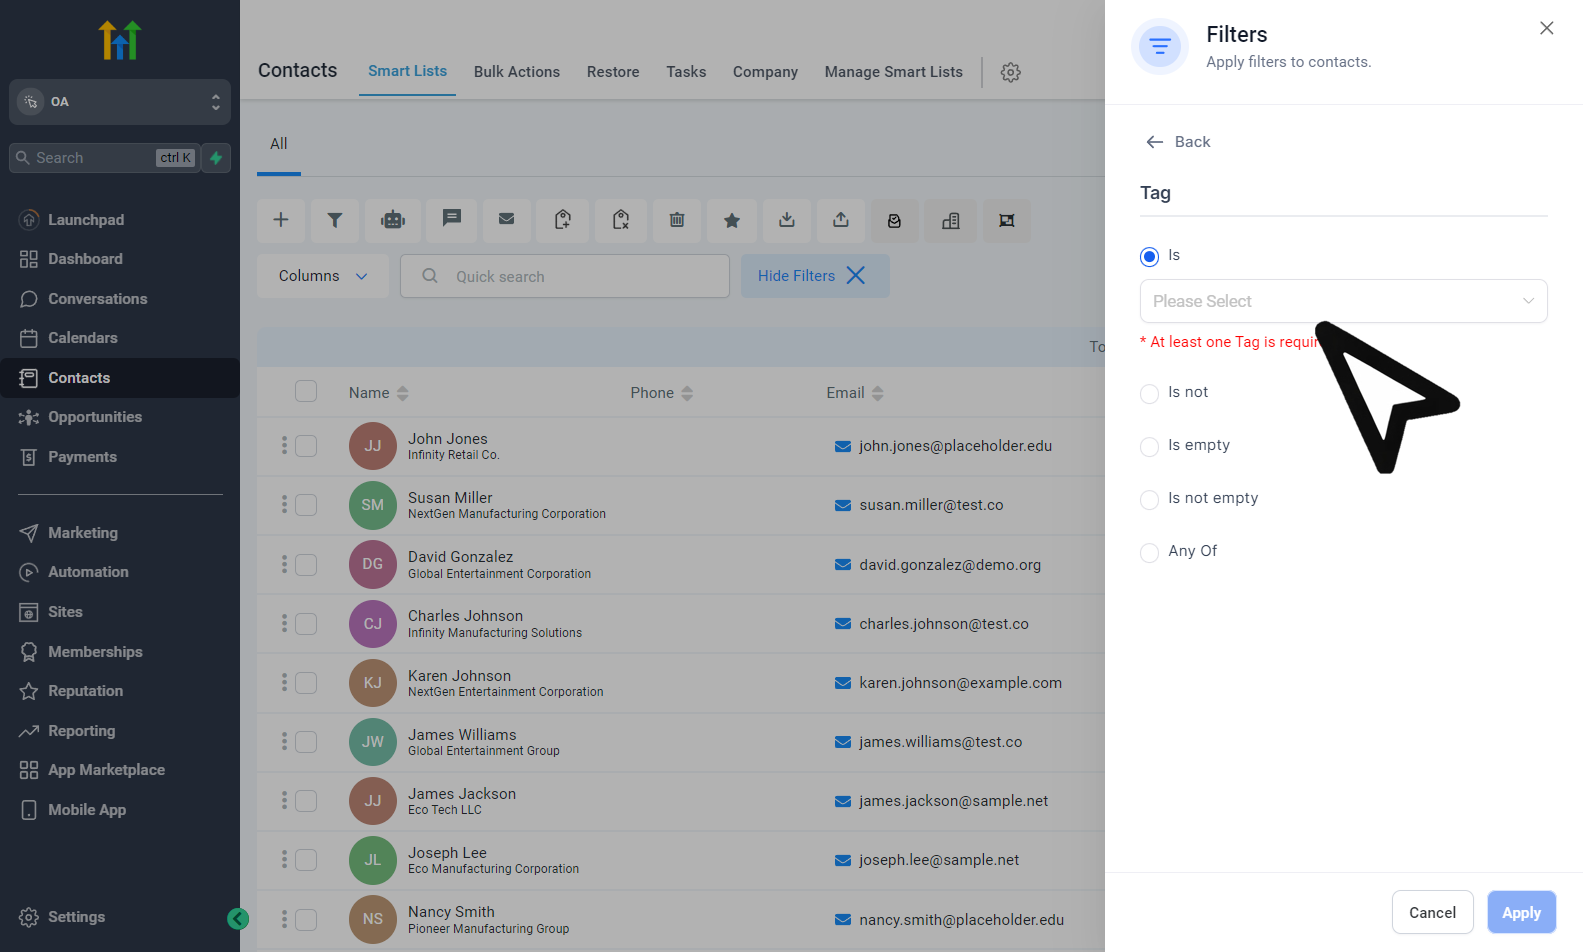 OA
Search
ctrl K
Launchpad
Dashboard
Conversations
Calendars
Contacts
Opportunities
Payments
Marketing
Automation
Sites
Memberships
Reputation
Reporting
App Marketplace
Mobile App
Settings
Contacts
Smart Lists
Bulk Actions
Restore
Tasks
Company
Manage Smart Lists
All
Columns
Quick search
Hide Filters
Name
Phone
Email
JJ
John Jones
Infinity Retail Co.
john.jones@placeholder.edu
SM
Susan Miller
NextGen Manufacturing Corporation
susan.miller@test.co
DG
David Gonzalez
Global Entertainment Corporation
david.gonzalez@demo.org
CJ
Charles Johnson
Infinity Manufacturing Solutions
charles.johnson@test.co
KJ
Karen Johnson
NextGen Entertainment Corporation
karen.johnson@example.com
JW
James Williams
Global Entertainment Group
james.williams@test.co
JJ
James Jackson
Eco Tech LLC
james.jackson@sample.net
JL
Joseph Lee
Eco Manufacturing Corporation
joseph.lee@sample.net
NS
Nancy Smith
Pioneer Manufacturing Group
nancy.smith@placeholder.edu
Filters
Apply filters to contacts.
Back
Tag
Is
Please Select
* At least one Tag is
Is not
Is empty
Is not empty
Any Of
Cancel
Apply